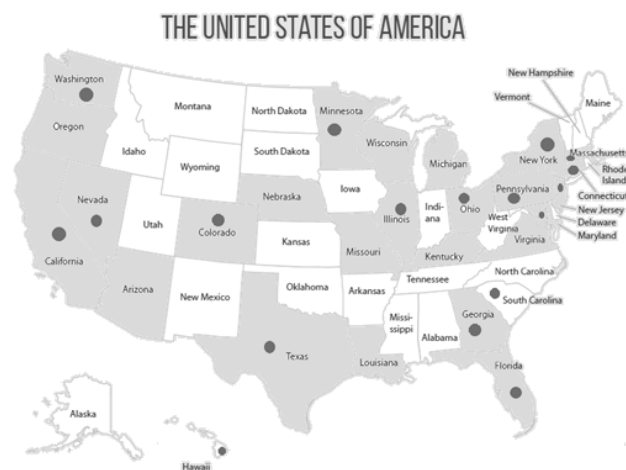 THE UNITED STATES OF AMERICA
New Hampshire
Washington
Vermont
Maine
Montana
North Dakota
Minnesota
Oregon
Wisconsin
Massachusett
Idaho
South Dakota
New York
Wyoming
Michigan
Rhode
Island
Nevada
Nebraska
Iowa
Pennsylvania
Connecticut
Illinois
Indi-
ana
Ohio
New Jersey
Utah
Colorado
West
Virginia
Delaware
Maryland
Kansas
Virginia
California
Missouri
Kentucky
North Carolina
Arizona
New Mexico
Oklahoma
Arkansas
Tennessee
South Carolina
Missi-
ssippi
Alabama
Georgia
Texas
Louisiana
Florida
Alaska
Hawaii